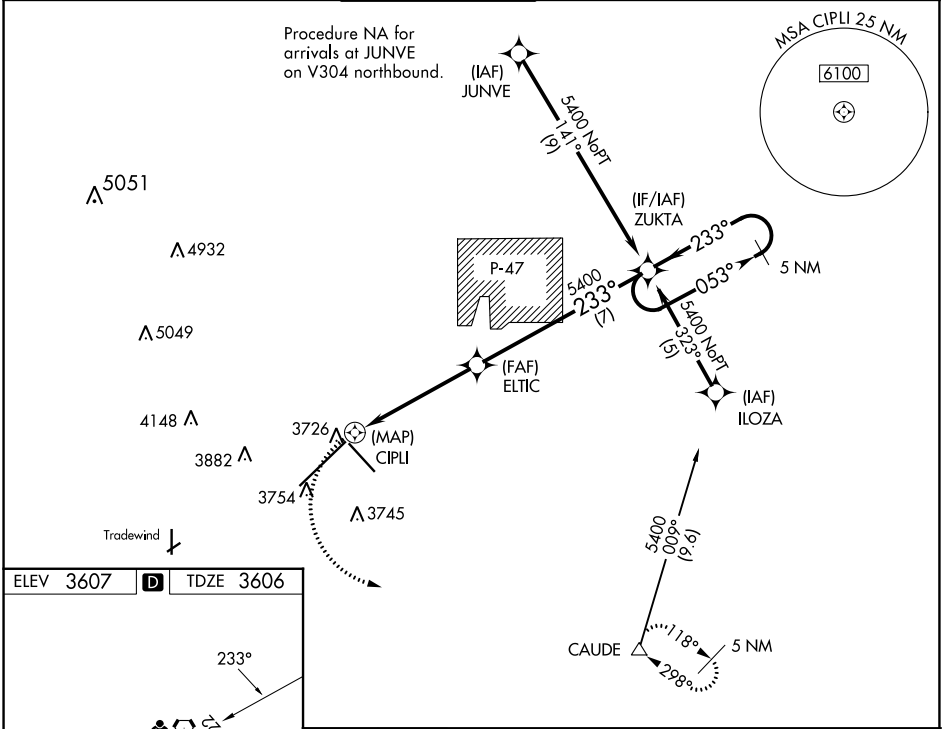 Procedure NA for
arrivals at JUNVE
on V304 northbound.
(IAF)
JUNVE
MSA CIPLI 25 NM
6100
5400 NoPT
141°
(9)
5051
4932
5049
4148
3882
P-47
(IF/IAF)
ZUKTA
233°
053°
5 NM
5400
233°
(7)
5400 NoPT
323°
(5)
(FAF)
ELTIC
(IAF)
ILOZA
3726
(MAP)
CIPLI
3754
3745
Tradewind
5400
009°
(9.6)
CAUDE
118°
298°
5 NM
ELEV 3607
D
TDZE 3606
233°
22